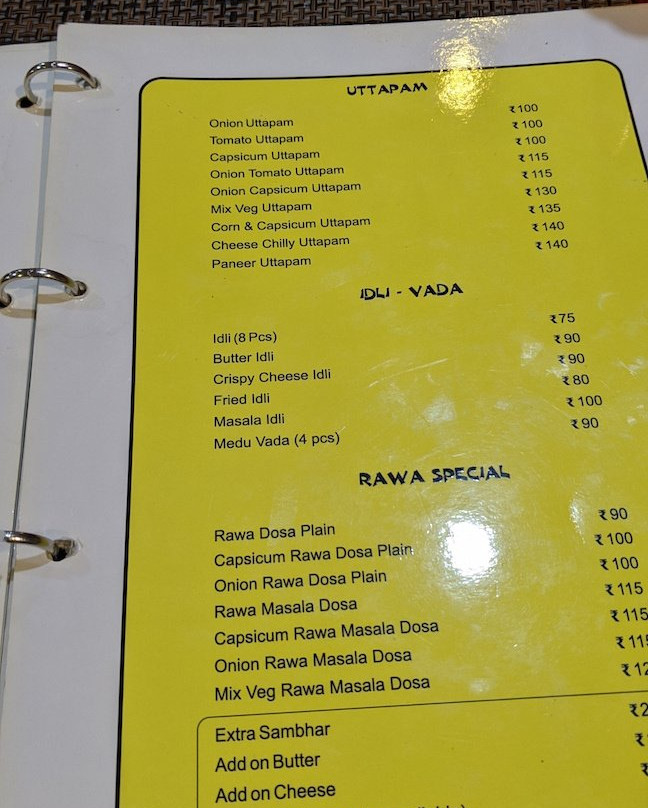 UTTAPAM
Onion Uttapam ₹100
Tomato Uttapam ₹100
Capsicum Uttapam ₹100
Onion Tomato Uttapam ₹115
Onion Capsicum Uttapam ₹115
Mix Veg Uttapam ₹130
Corn & Capsicum Uttapam ₹135
Cheese Chilly Uttapam ₹140
Paneer Uttapam ₹140
IDLI - VADA
Idli (8 Pcs) ₹75
Butter Idli ₹90
Crispy Cheese Idli ₹90
Fried Idli ₹80
Masala Idli ₹100
Medu Vada (4 pcs) ₹90
RAWA SPECIAL
Rawa Dosa Plain ₹90
Capsicum Rawa Dosa Plain ₹100
Onion Rawa Dosa Plain ₹100
Rawa Masala Dosa ₹115
Capsicum Rawa Masala Dosa ₹115
Onion Rawa Masala Dosa ₹115
Mix Veg Rawa Masala Dosa
Extra Sambhar
Add on Butter
Add on Cheese